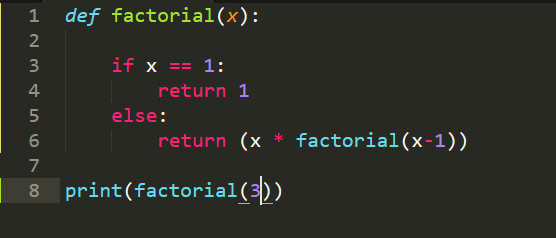 1 def factorial(x):
2
3     if x == 1:
4         return 1
5     else:
6         return (x * factorial(x-1))
7
8 print(factorial(3))